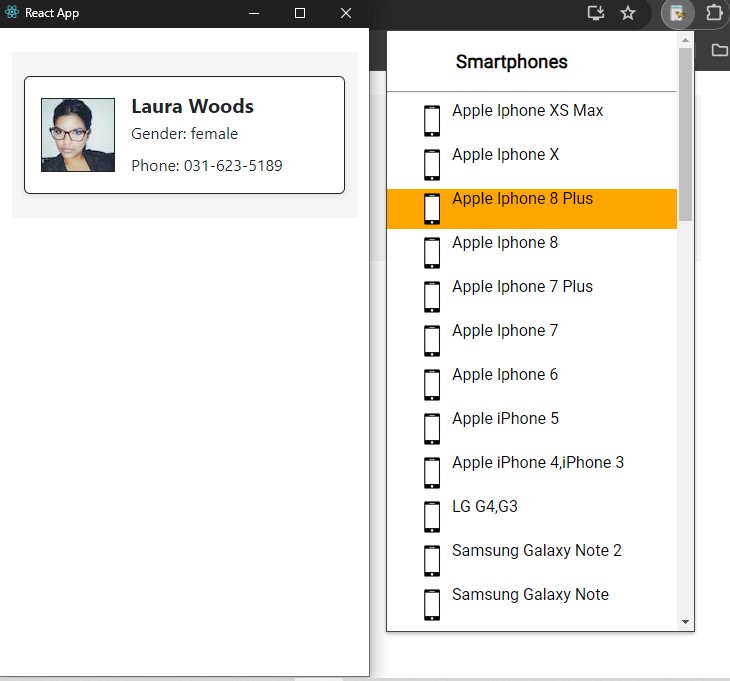 React App
Laura Woods
Gender: female
Phone: 031-623-5189
Smartphones
Apple Iphone XS Max
Apple Iphone X
Apple Iphone 8 Plus
Apple Iphone 8
Apple Iphone 7 Plus
Apple Iphone 7
Apple Iphone 6
Apple iPhone 5
Apple iPhone 4,iPhone 3
LG G4,G3
Samsung Galaxy Note 2
Samsung Galaxy Note